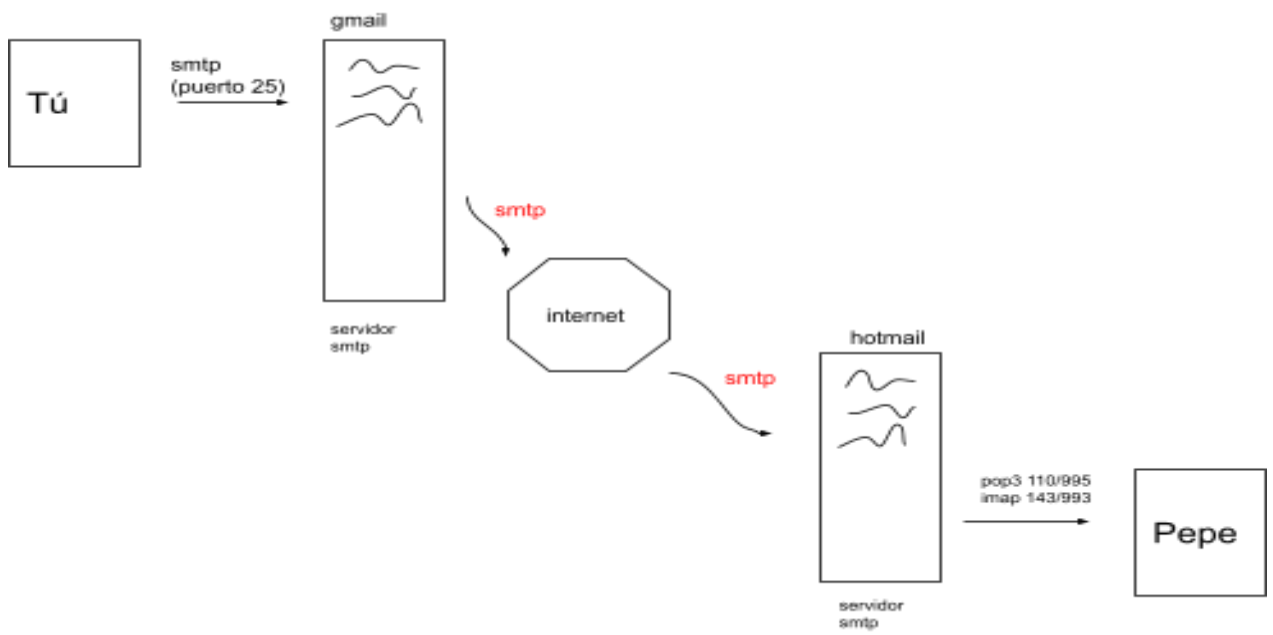 gmail
Tú
smtp
(puerto 25)
smtp
servidor
smtp
internet
smtp
hotmail
pop3 110/995
imap 143/993
Pepe
servidor
smtp